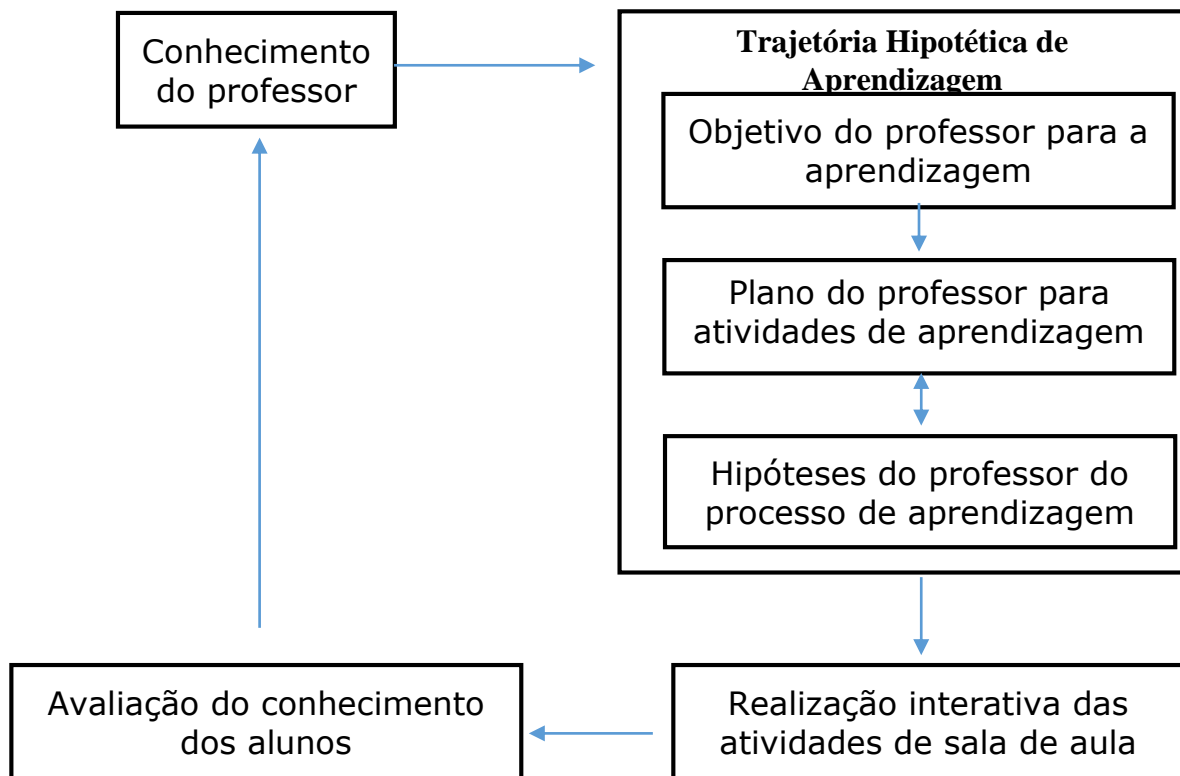 Conhecimento
do professor
Trajetória Hipotética de
Aprendizagem
Objetivo do professor para a
aprendizagem
Plano do professor para
atividades de aprendizagem
Hipóteses do professor do
processo de aprendizagem
Avaliação do conhecimento
dos alunos
Realização interativa das
atividades de sala de aula